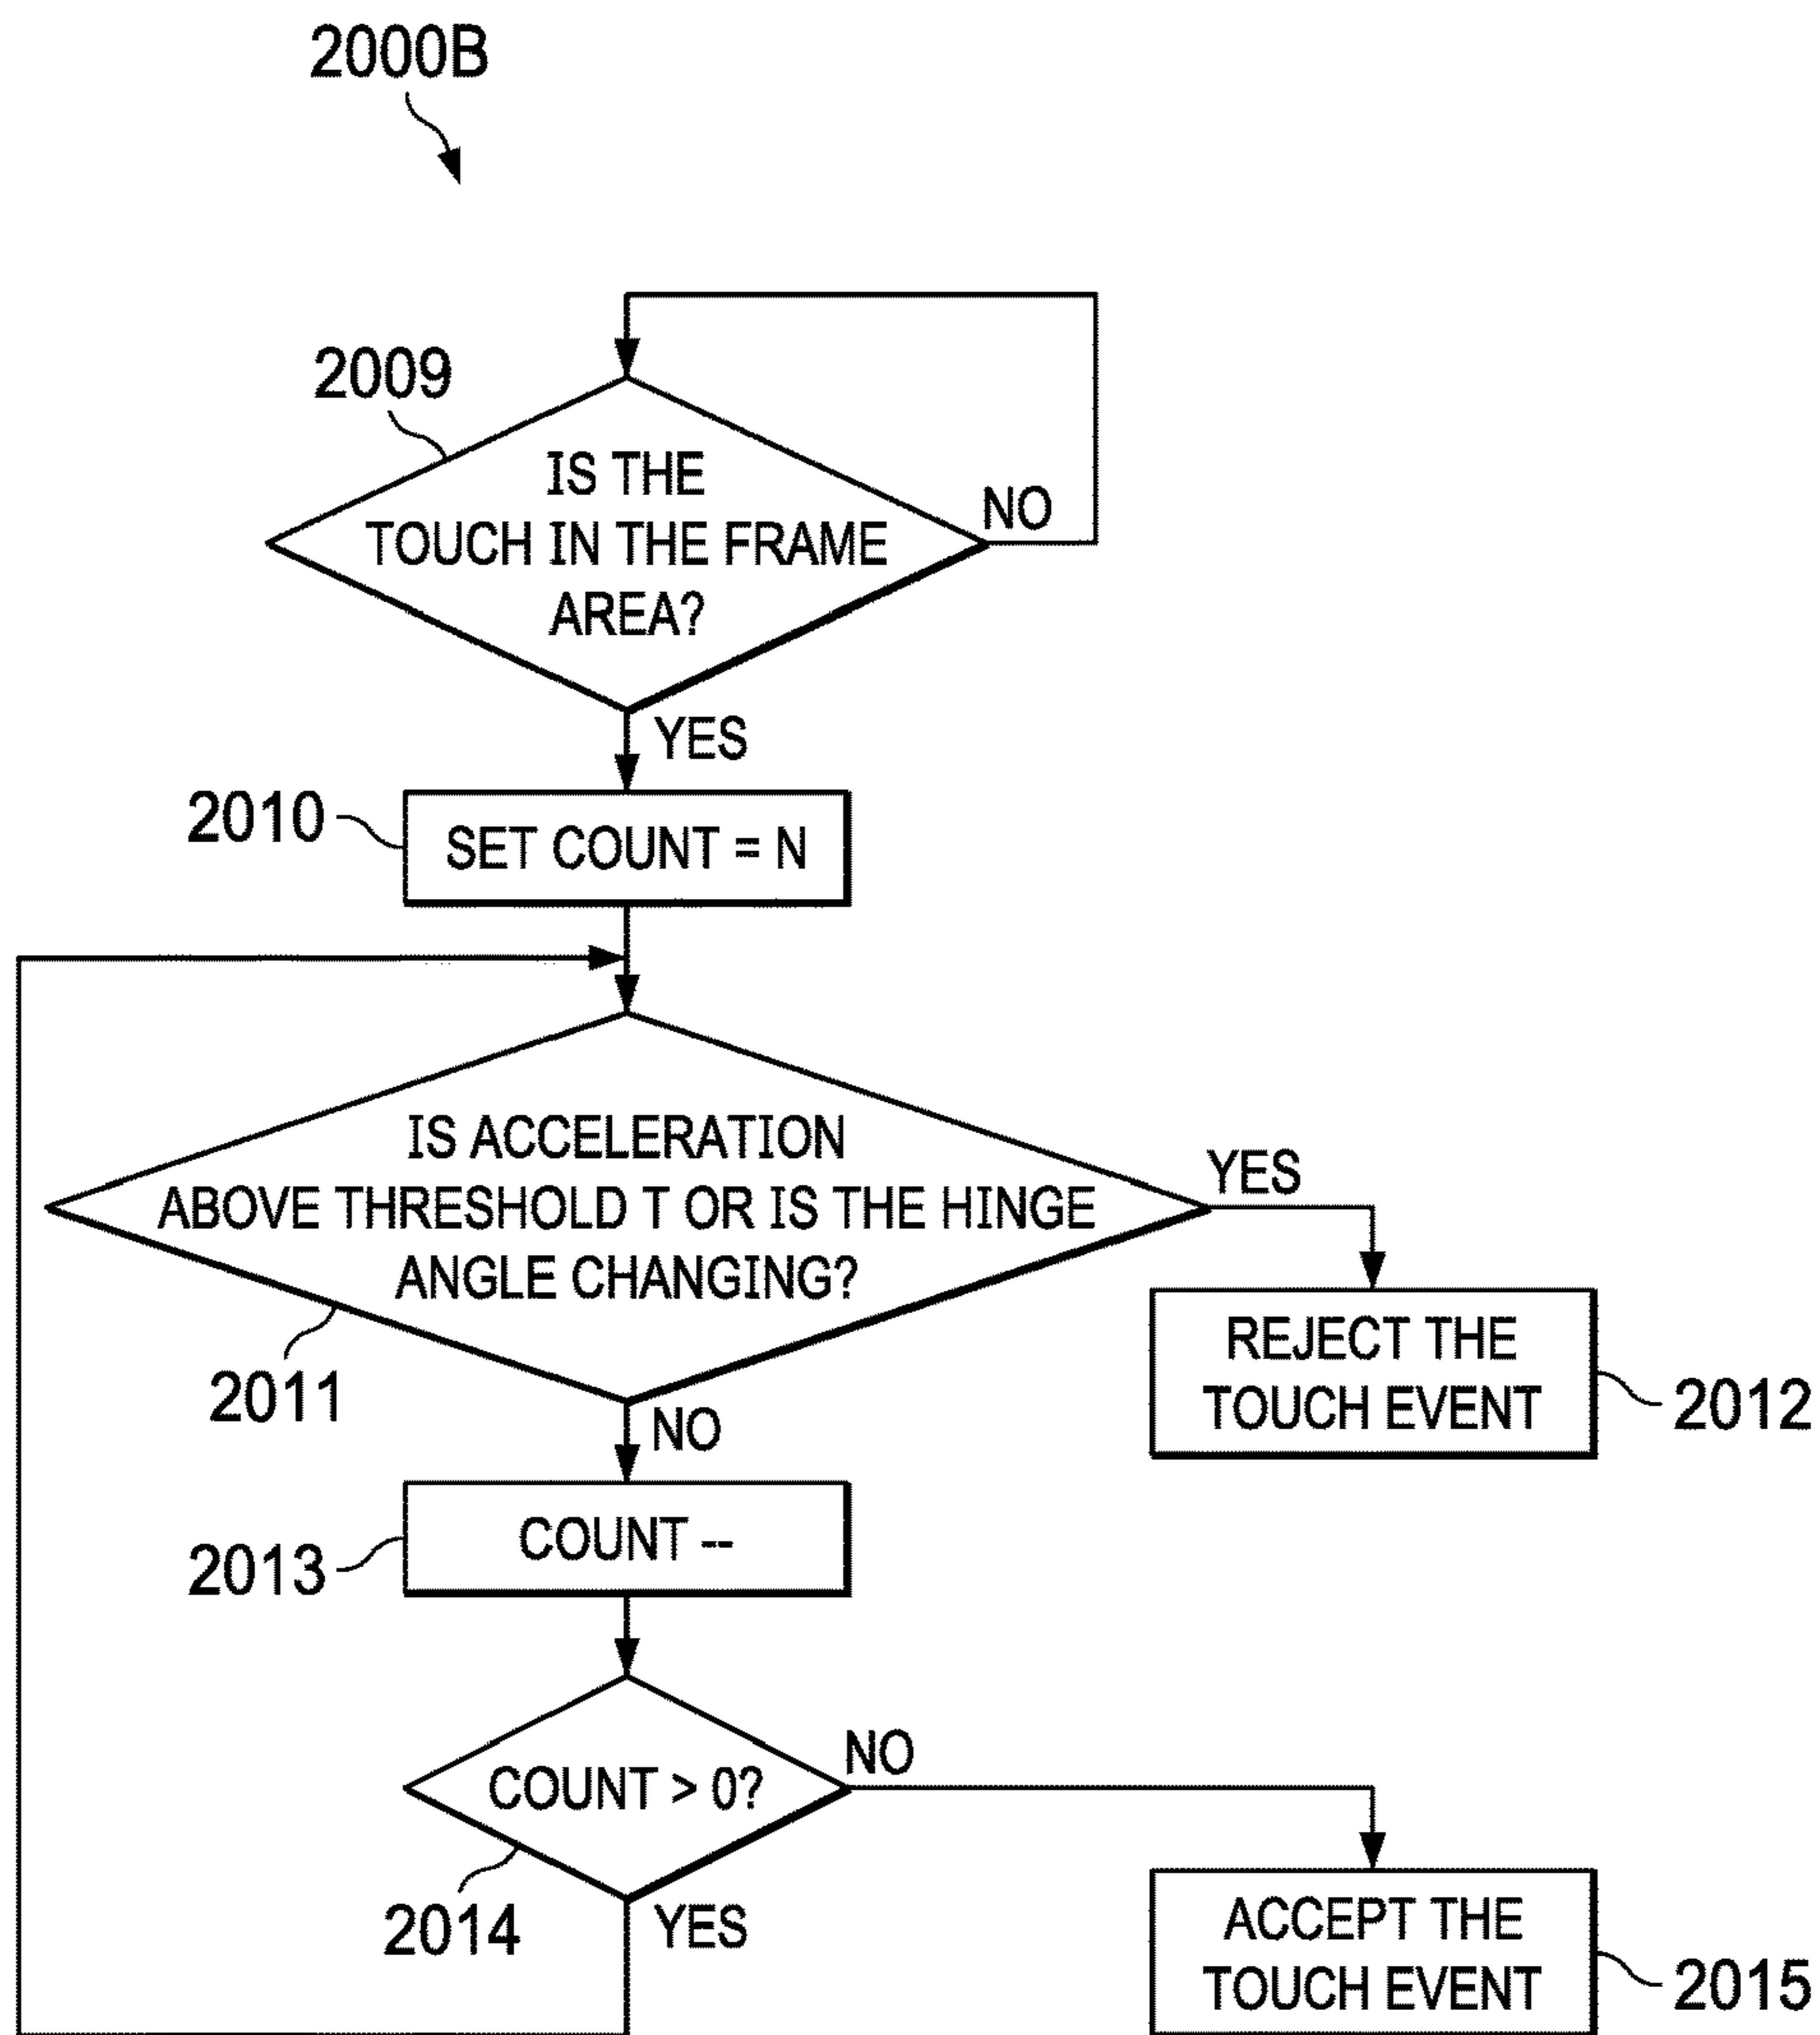 2000B
2009
IS THE
TOUCH IN THE FRAME
AREA?
NO
YES
2010
SET COUNT = N
IS ACCELERATION
ABOVE THRESHOLD T OR IS THE HINGE
ANGLE CHANGING?
YES
2011
REJECT THE
TOUCH EVENT
2012
NO
COUNT --
2013
COUNT > 0?
NO
2014
YES
ACCEPT THE
TOUCH EVENT
2015